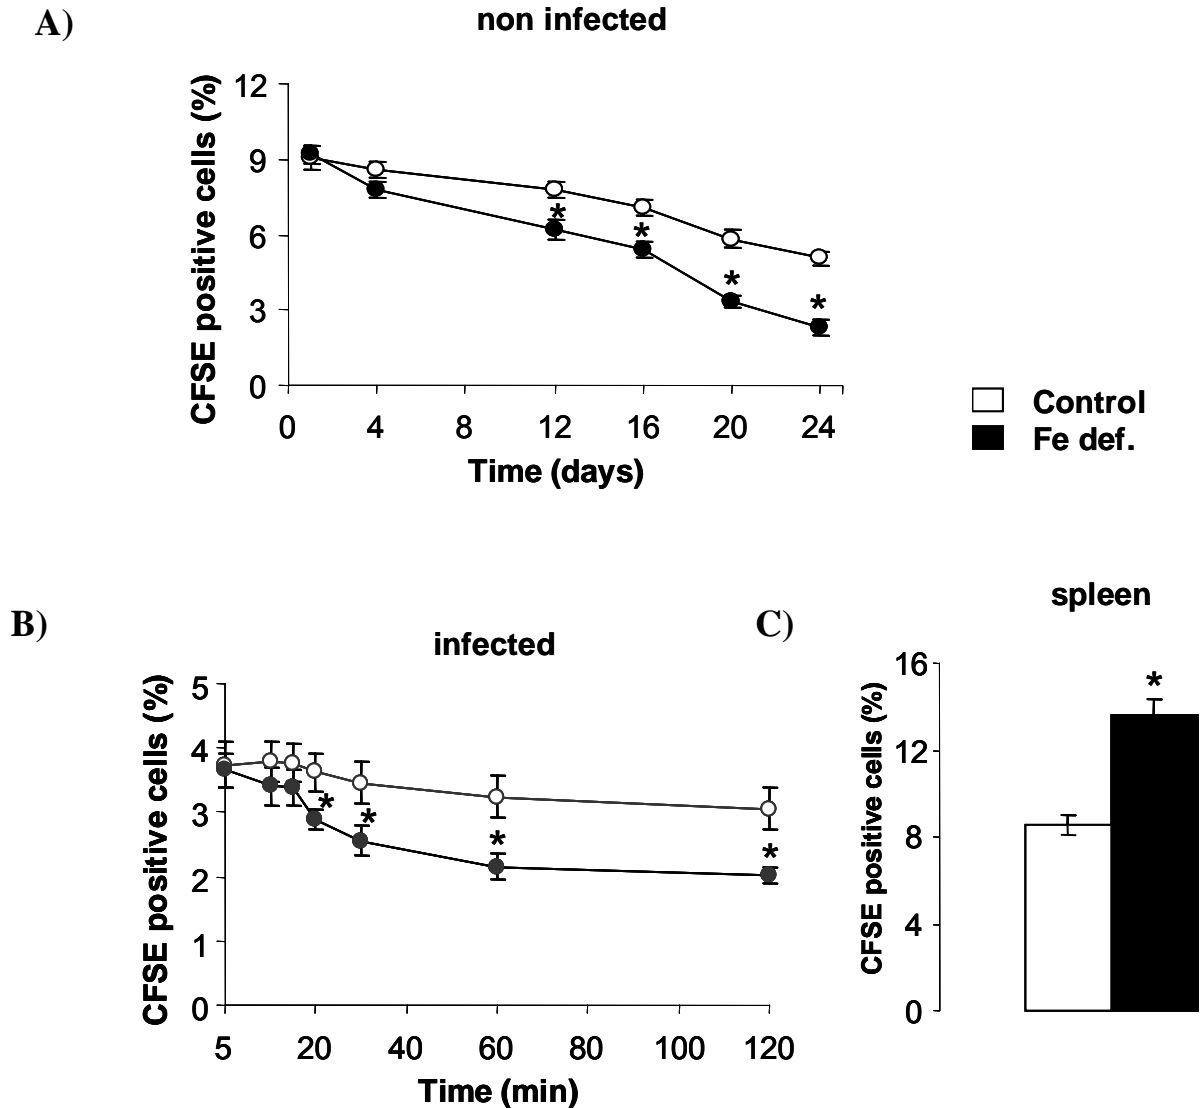 A)
non infected
CFSE positive cells (%)
12
9
6
3
0
0 4 8 12 16 20 24
Time (days)
*
*
*
*
Control
Fe def.
B)
infected
CFSE positive cells (%)
5
4
3
2
1
0
5 20 40 60 80 100 120
Time (min)
*
*
*
*
C)
spleen
CFSE positive cells (%)
16
12
8
4
0
*